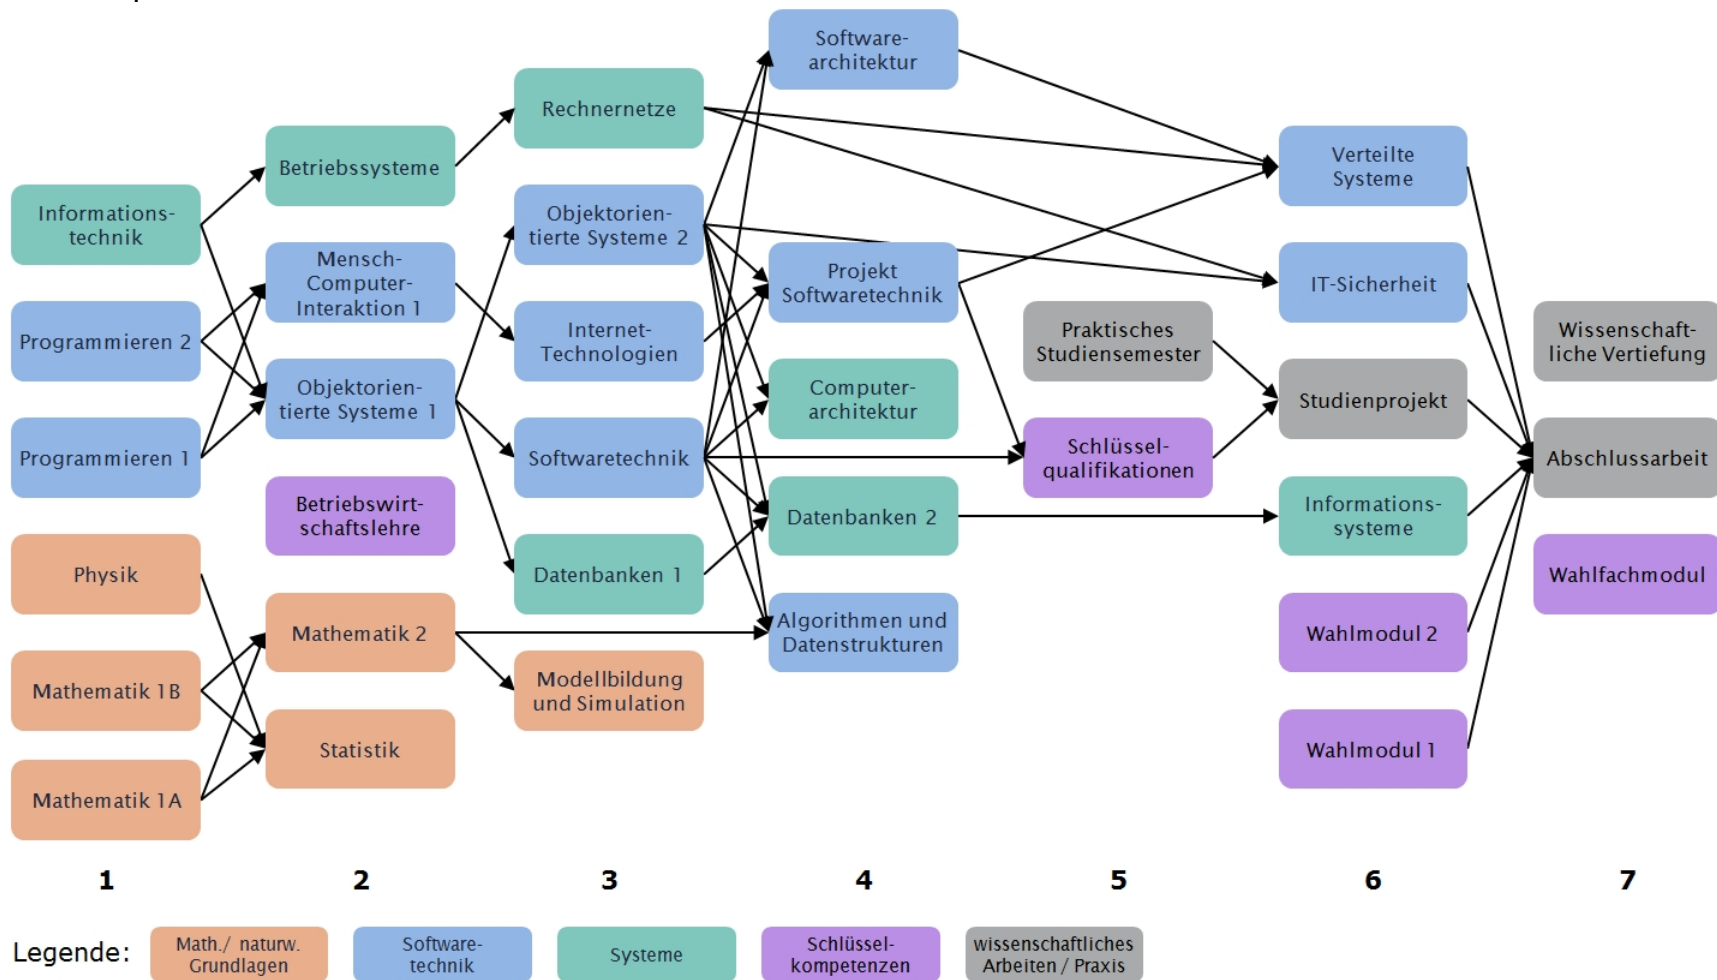 Software-
architektur
Rechnernetze
Betriebssysteme
Verteilte
Systeme
Informations-
technik
Objektorien-
tierte Systeme 2
Mensch-
Computer-
Interaktion 1
Projekt
Softwaretechnik
IT-Sicherheit
Programmieren 2
Internet-
Technologien
Praktisches
Studiensemester
Wissenschaft-
liche Vertiefung
Objektorien-
tierte Systeme 1
Computer-
architektur
Studienprojekt
Programmieren 1
Softwaretechnik
Schlüssel-
qualifikationen
Abschlussarbeit
Betriebswirt-
schaftslehre
Datenbanken 2
Informations-
systeme
Physik
Datenbanken 1
Wahlfachmodul
Mathematik 2
Algorithmen und
Datenstrukturen
Wahlmodul 2
Mathematik 1B
Modellbildung
und Simulation
Statistik
Wahlmodul 1
Mathematik 1A
1 2 3 4 5 6 7
Legende:
Math./ naturw.
Grundlagen
Software-
technik
Systeme
Schlüssel-
kompetenzen
wissenschaftliches
Arbeiten / Praxis